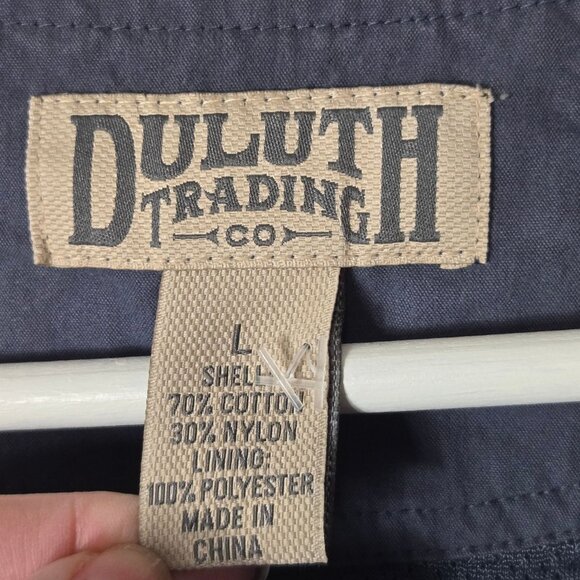 DULUTH
TRADING
CO
L
SHELL:
70% COTTON
30% NYLON
LINING:
100% POLYESTER
MADE IN
CHINA